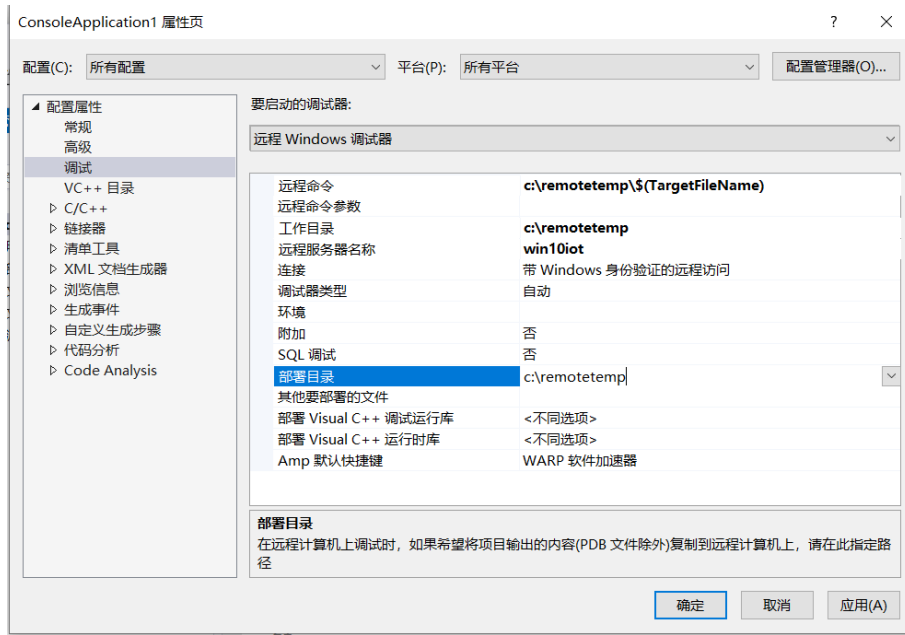 ConsoleApplication1 属性页
配置(C): 所有配置 平台(P): 所有平台 配置管理器(O)...
配置属性
常规
高级
调试
VC++ 目录
C/C++
链接器
清单工具
XML 文档生成器
浏览信息
生成事件
自定义生成步骤
代码分析
Code Analysis
要启动的调试器:
远程 Windows 调试器
远程命令 c:\remotetemp\$(TargetFileName)
远程命令参数
工作目录 c:\remotetemp
远程服务器名称 win10iot
连接 带 Windows 身份验证的远程访问
调试器类型 自动
环境
附加 否
SQL 调试 否
部署目录 c:\remotetemp
其他要部署的文件
部署 Visual C++ 调试运行库 <不同选项>
部署 Visual C++ 运行时库 <不同选项>
Amp 默认快捷键 WARP 软件加速器
部署目录
在远程计算机上调试时，如果希望将项目输出的内容(PDB 文件除外)复制到远程计算机上，请在此指定路
径
确定 取消 应用(A)